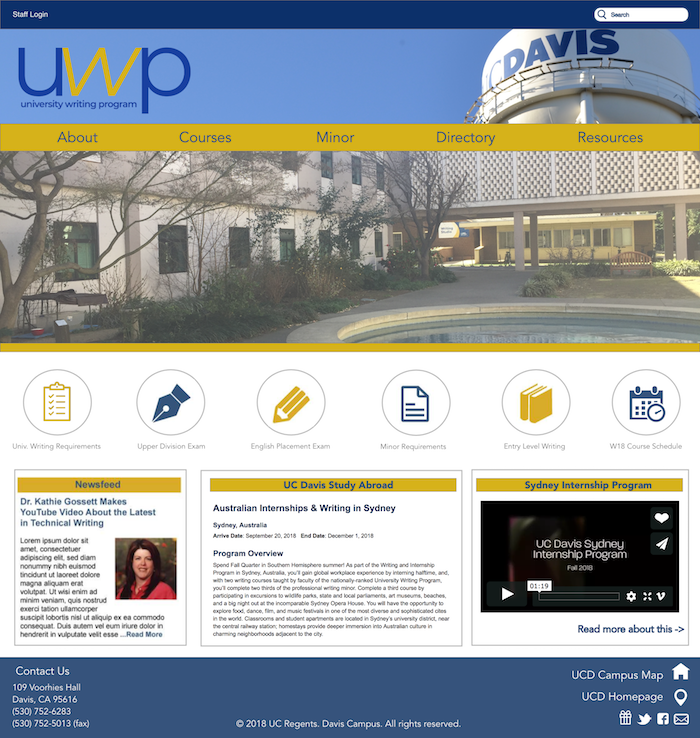 Staff Login
Search
uwp
university writing program
UC DAVIS
About Courses Minor Directory Resources
Univ. Writing Requirements
Upper Division Exam
English Placement Exam
Minor Requirements
Entry Level Writing
W18 Course Schedule
Newsfeed
Dr. Kathie Gossett Makes
YouTube Video About the Latest
in Technical Writing
Lorem ipsum dolor sit
amet, consectetuer
adipiscing elit, sed diam
nonummy nibh euismod
tincidunt ut laoreet dolore
magna aliquam erat
volutpat. Ut wisi enim ad
minim veniam, quis nostrud
exerci tation ullamcorper
suscipit lobortis nisl ut aliquip ex ea commodo
consequat. Duis autem vel eum iriure dolor in
hendrerit in vulputate velit esse ...Read More
UC Davis Study Abroad
Australian Internships & Writing in Sydney
Sydney, Australia
Arrive Date: September 20, 2018 End Date: December 1, 2018
Program Overview
Spend Fall Quarter in Southern Hemisphere summer! As part of the Writing and Internship
Program in Sydney, Australia, you'll gain global workplace experience by interning halftime, and,
with two writing courses taught by faculty of the nationally-ranked University Writing Program,
you'll complete two thirds of the professional writing minor. Complete a third course by
participating in excursions to wildlife parks, state and local parliaments, art museums, beaches,
and a big night out at the incomparable Sydney Opera House. You will have the opportunity to
explore food, dance, film, and music festivals in one of the most diverse and sophisticated cites
in the world. Classrooms and student apartments are located in Sydney's university district, near
the central railway station; homestays provide deeper immersion into Australian culture in
charming neighborhoods adjacent to the city.
Sydney Internship Program
UC Davis Sydney
Internship Program
Fall 2018
01:19
Read more about this ->
Contact Us
109 Voorhies Hall
Davis, CA 95616
(530) 752-6283
(530) 752-5013 (fax)
© 2018 UC Regents. Davis Campus. All rights reserved.
UCD Campus Map
UCD Homepage